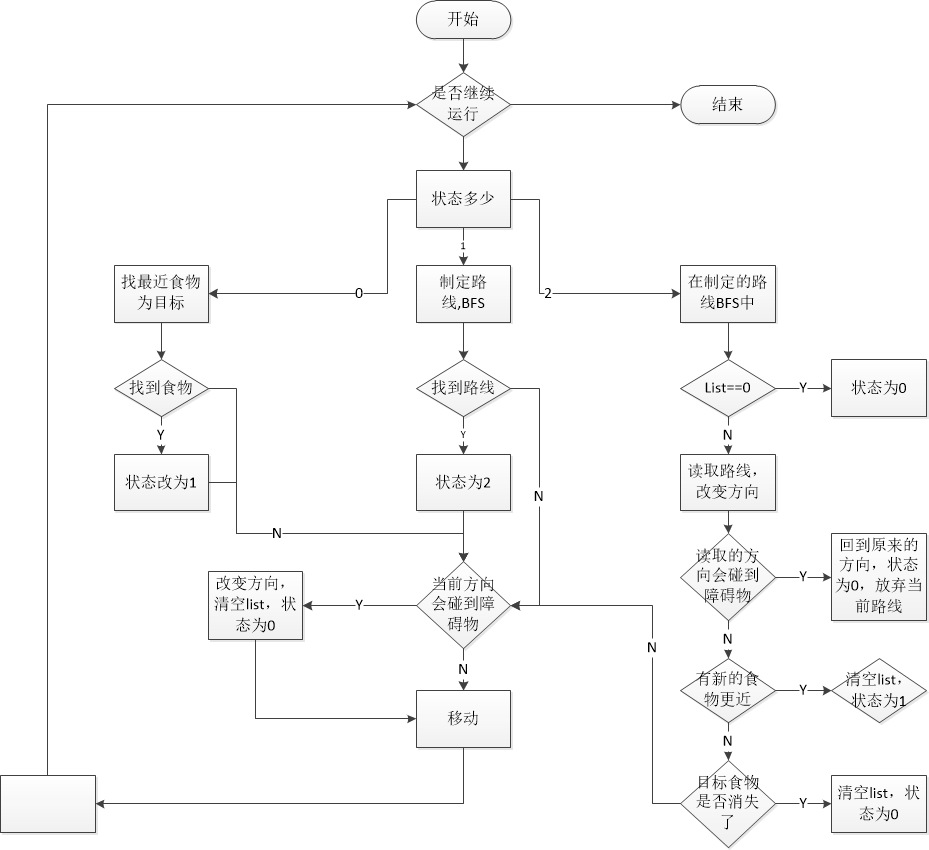 开始
是否继续
运行
结束
状态多少
0
1
2
找最近食物
为目标
制定路
线,BFS
在制定的路
线BFS中
找到食物
找到路线
List==0
Y
状态为0
Y
Y
N
状态改为1
状态为2
N
读取路线，
改变方向
N
读取的方
向会碰到
障碍物
Y
回到原来的
方向，状态
为0，放弃当
前路线
改变方向，
清空list，状
态为0
Y
当前方向
会碰到障
碍物
N
N
N
有新的食
物更近
Y
清空list，
状态为1
移动
N
目标食物
是否消失
了
Y
清空list，状
态为0